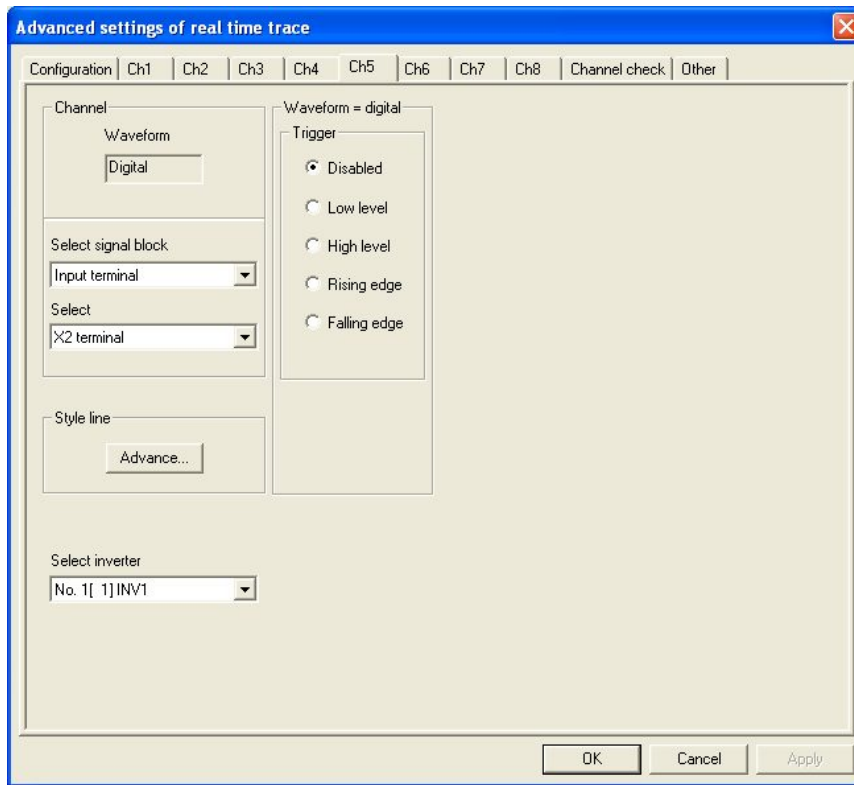 Advanced settings of real time trace
Configuration Ch1 Ch2 Ch3 Ch4 Ch5 Ch6 Ch7 Ch8 Channel check Other
Channel
Waveform
Digital
Select signal block
Input terminal
Select
X2 terminal
Style line
Advance...
Select inverter
No. 1[ 1] INV1
Waveform = digital
Trigger
Disabled
Low level
High level
Rising edge
Falling edge
OK Cancel Apply